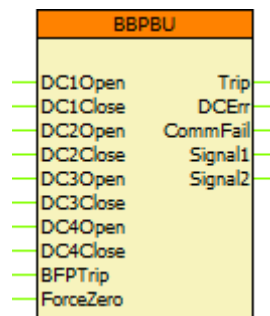 BBPBU
DC1Open Trip
DC1Close DCErr
DC2Open CommFail
DC2Close Signal1
DC3Open Signal2
DC3Close
DC4Open
DC4Close
BFPTrip
ForceZero